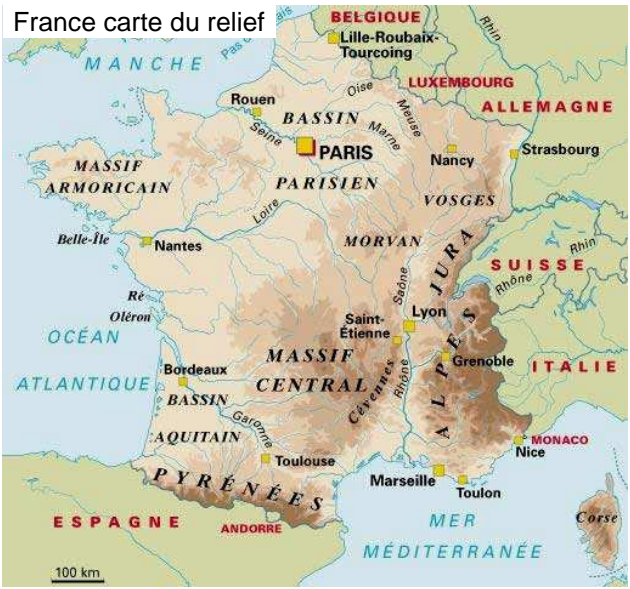 France carte du relief
BELGIQUE
Pas de Calais
Lille-Roubaix-
Tourcoing
Rhin
MANCHE
LUXEMBOURG
Oise
Meuse
ALLEMAGNE
Rouen
BASSIN
Seine
Marne
PARIS
Nancy
Strasbourg
MASSIF
ARMORICAIN
PARISIEN
VOSGES
Loire
Belle-Île
Nantes
MORVAN
JURA
Rhin
SUISSE
Saône
Rhône
Ré
Oléron
Lyon
Saint-
Étienne
OCÉAN
ATLANTIQUE
MASSIF
CENTRAL
Grenoble
ITALIE
ALPES
Cévennes
Rhône
Bordeaux
BASSIN
AQUITAIN
Garonne
Toulouse
MONACO
Nice
PYRÉNÉES
Marseille
Toulon
ESPAGNE
ANDORRE
MER
MÉDITERRANÉE
Corse
100 km